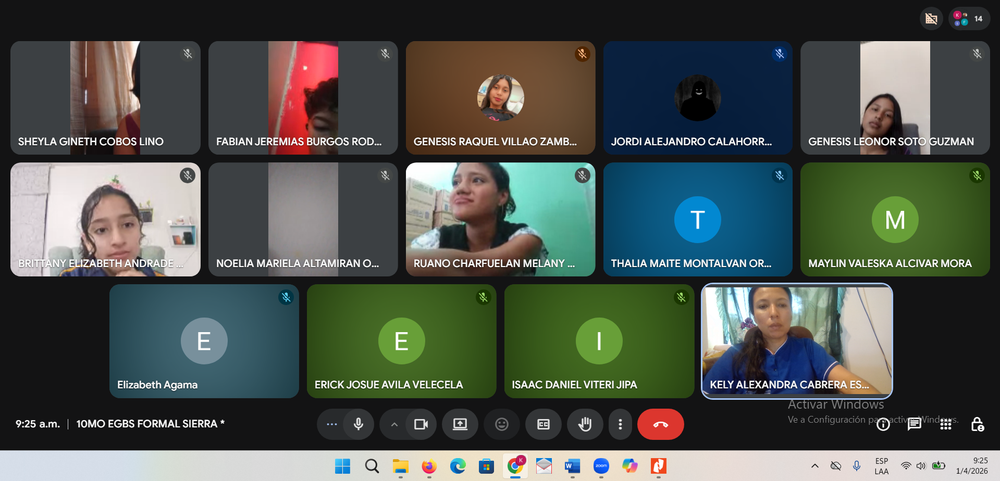 14
SHEYLA GINETH COBOS LINO
FABIAN JEREMIAS BURGOS ROD...
GENESIS RAQUEL VILLAO ZAMB...
JORDI ALEJANDRO CALAHORR...
GENESIS LEONOR SOTO GUZMAN
BRITTANY ELIZABETH ANDRADE ...
NOELIA MARIELA ALTAMIRAN O...
RUANO CHARFUELAN MELANY ...
T
THALIA MAITE MONTALVAN OR...
M
MAYLIN VALESKA ALCIVAR MORA
E
Elizabeth Agama
E
ERICK JOSUE AVILA VELECELA
I
ISAAC DANIEL VITERI JIPA
KELY ALEXANDRA CABRERA ES...
Activar Windows
Ve a Configuración para activar Windows.
9:25 a.m. | 10MO EGBS FORMAL SIERRA *
CC
K
W
zoom
ESP
LAA
9:25
1/4/2026